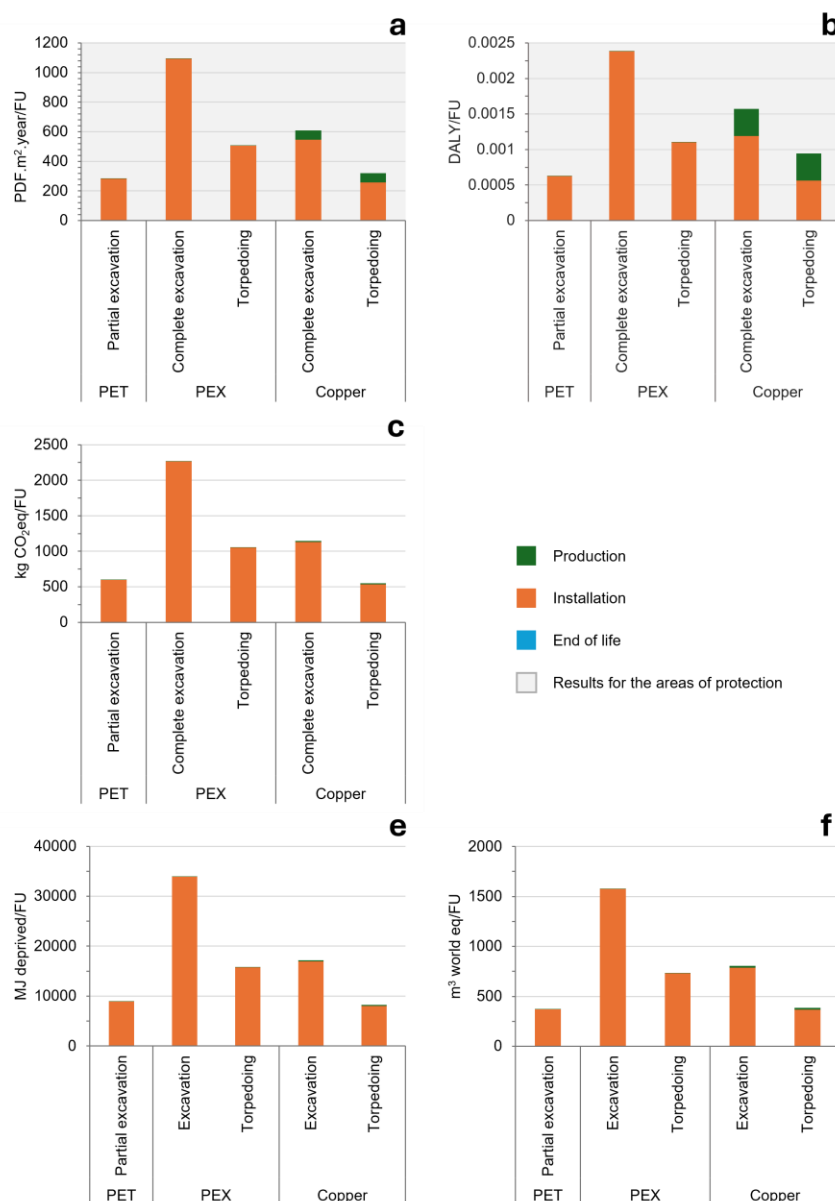 a
1200
1000
800
600
400
200
0
PDF.m².year/FU
Partial excavation
Complete excavation
Torpedoing
Complete excavation
Torpedoing
PET
PEX
Copper
b
0.0025
0.002
0.0015
0.001
0.0005
0
DALY/FU
Partial excavation
Complete excavation
Torpedoing
Complete excavation
Torpedoing
PET
PEX
Copper
c
2500
2000
1500
1000
500
0
kg CO₂eq/FU
Partial excavation
Complete excavation
Torpedoing
Complete excavation
Torpedoing
PET
PEX
Copper
Production
Installation
End of life
Results for the areas of protection
e
40000
30000
20000
10000
0
MJ deprived/FU
Partial excavation
Excavation
Torpedoing
Excavation
Torpedoing
PET
PEX
Copper
f
2000
1500
1000
500
0
m³ world eq/FU
Partial excavation
Excavation
Torpedoing
Excavation
Torpedoing
PET
PEX
Copper